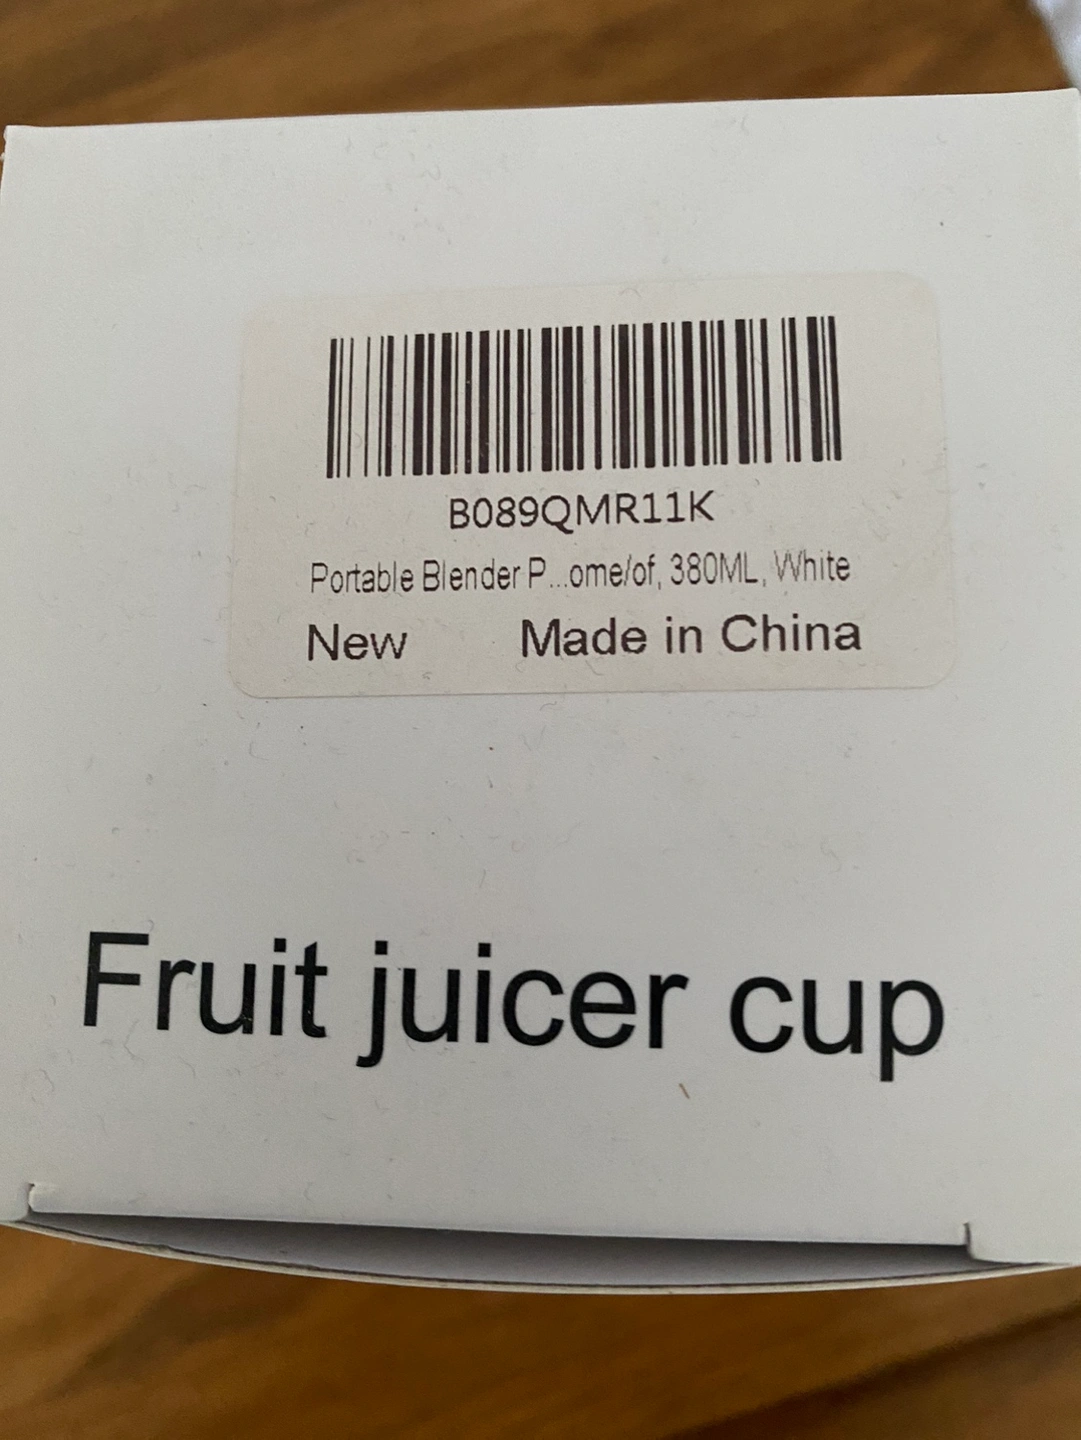 B089QMR11K
Portable Blender P...ome/of, 380ML, White
New Made in China
Fruit juicer cup